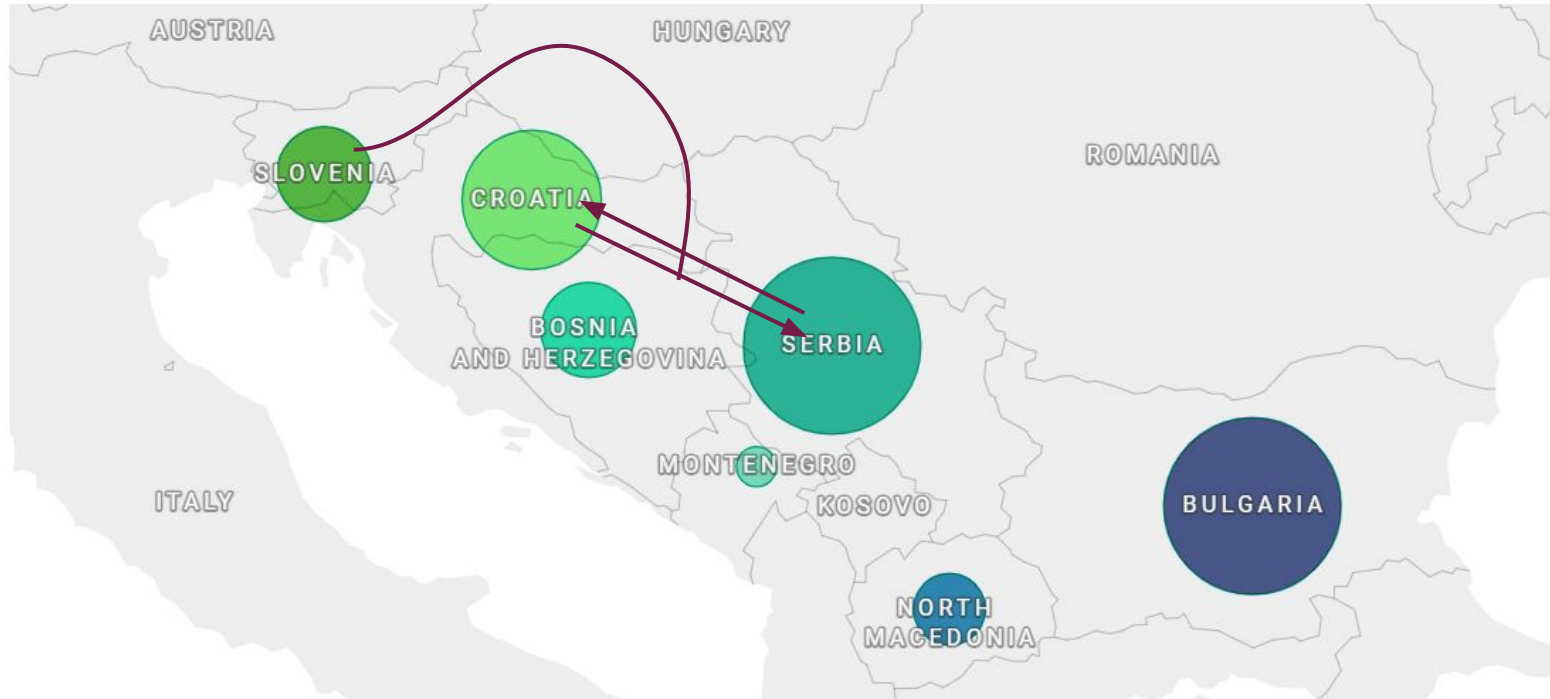 AUSTRIA
HUNGARY
ROMANIA
SLOVENIA
CROATIA
BOSNIA
AND HERZEGOVINA
SERBIA
MONTENEGRO
ITALY
KOSOVO
BULGARIA
NORTH
MACEDONIA